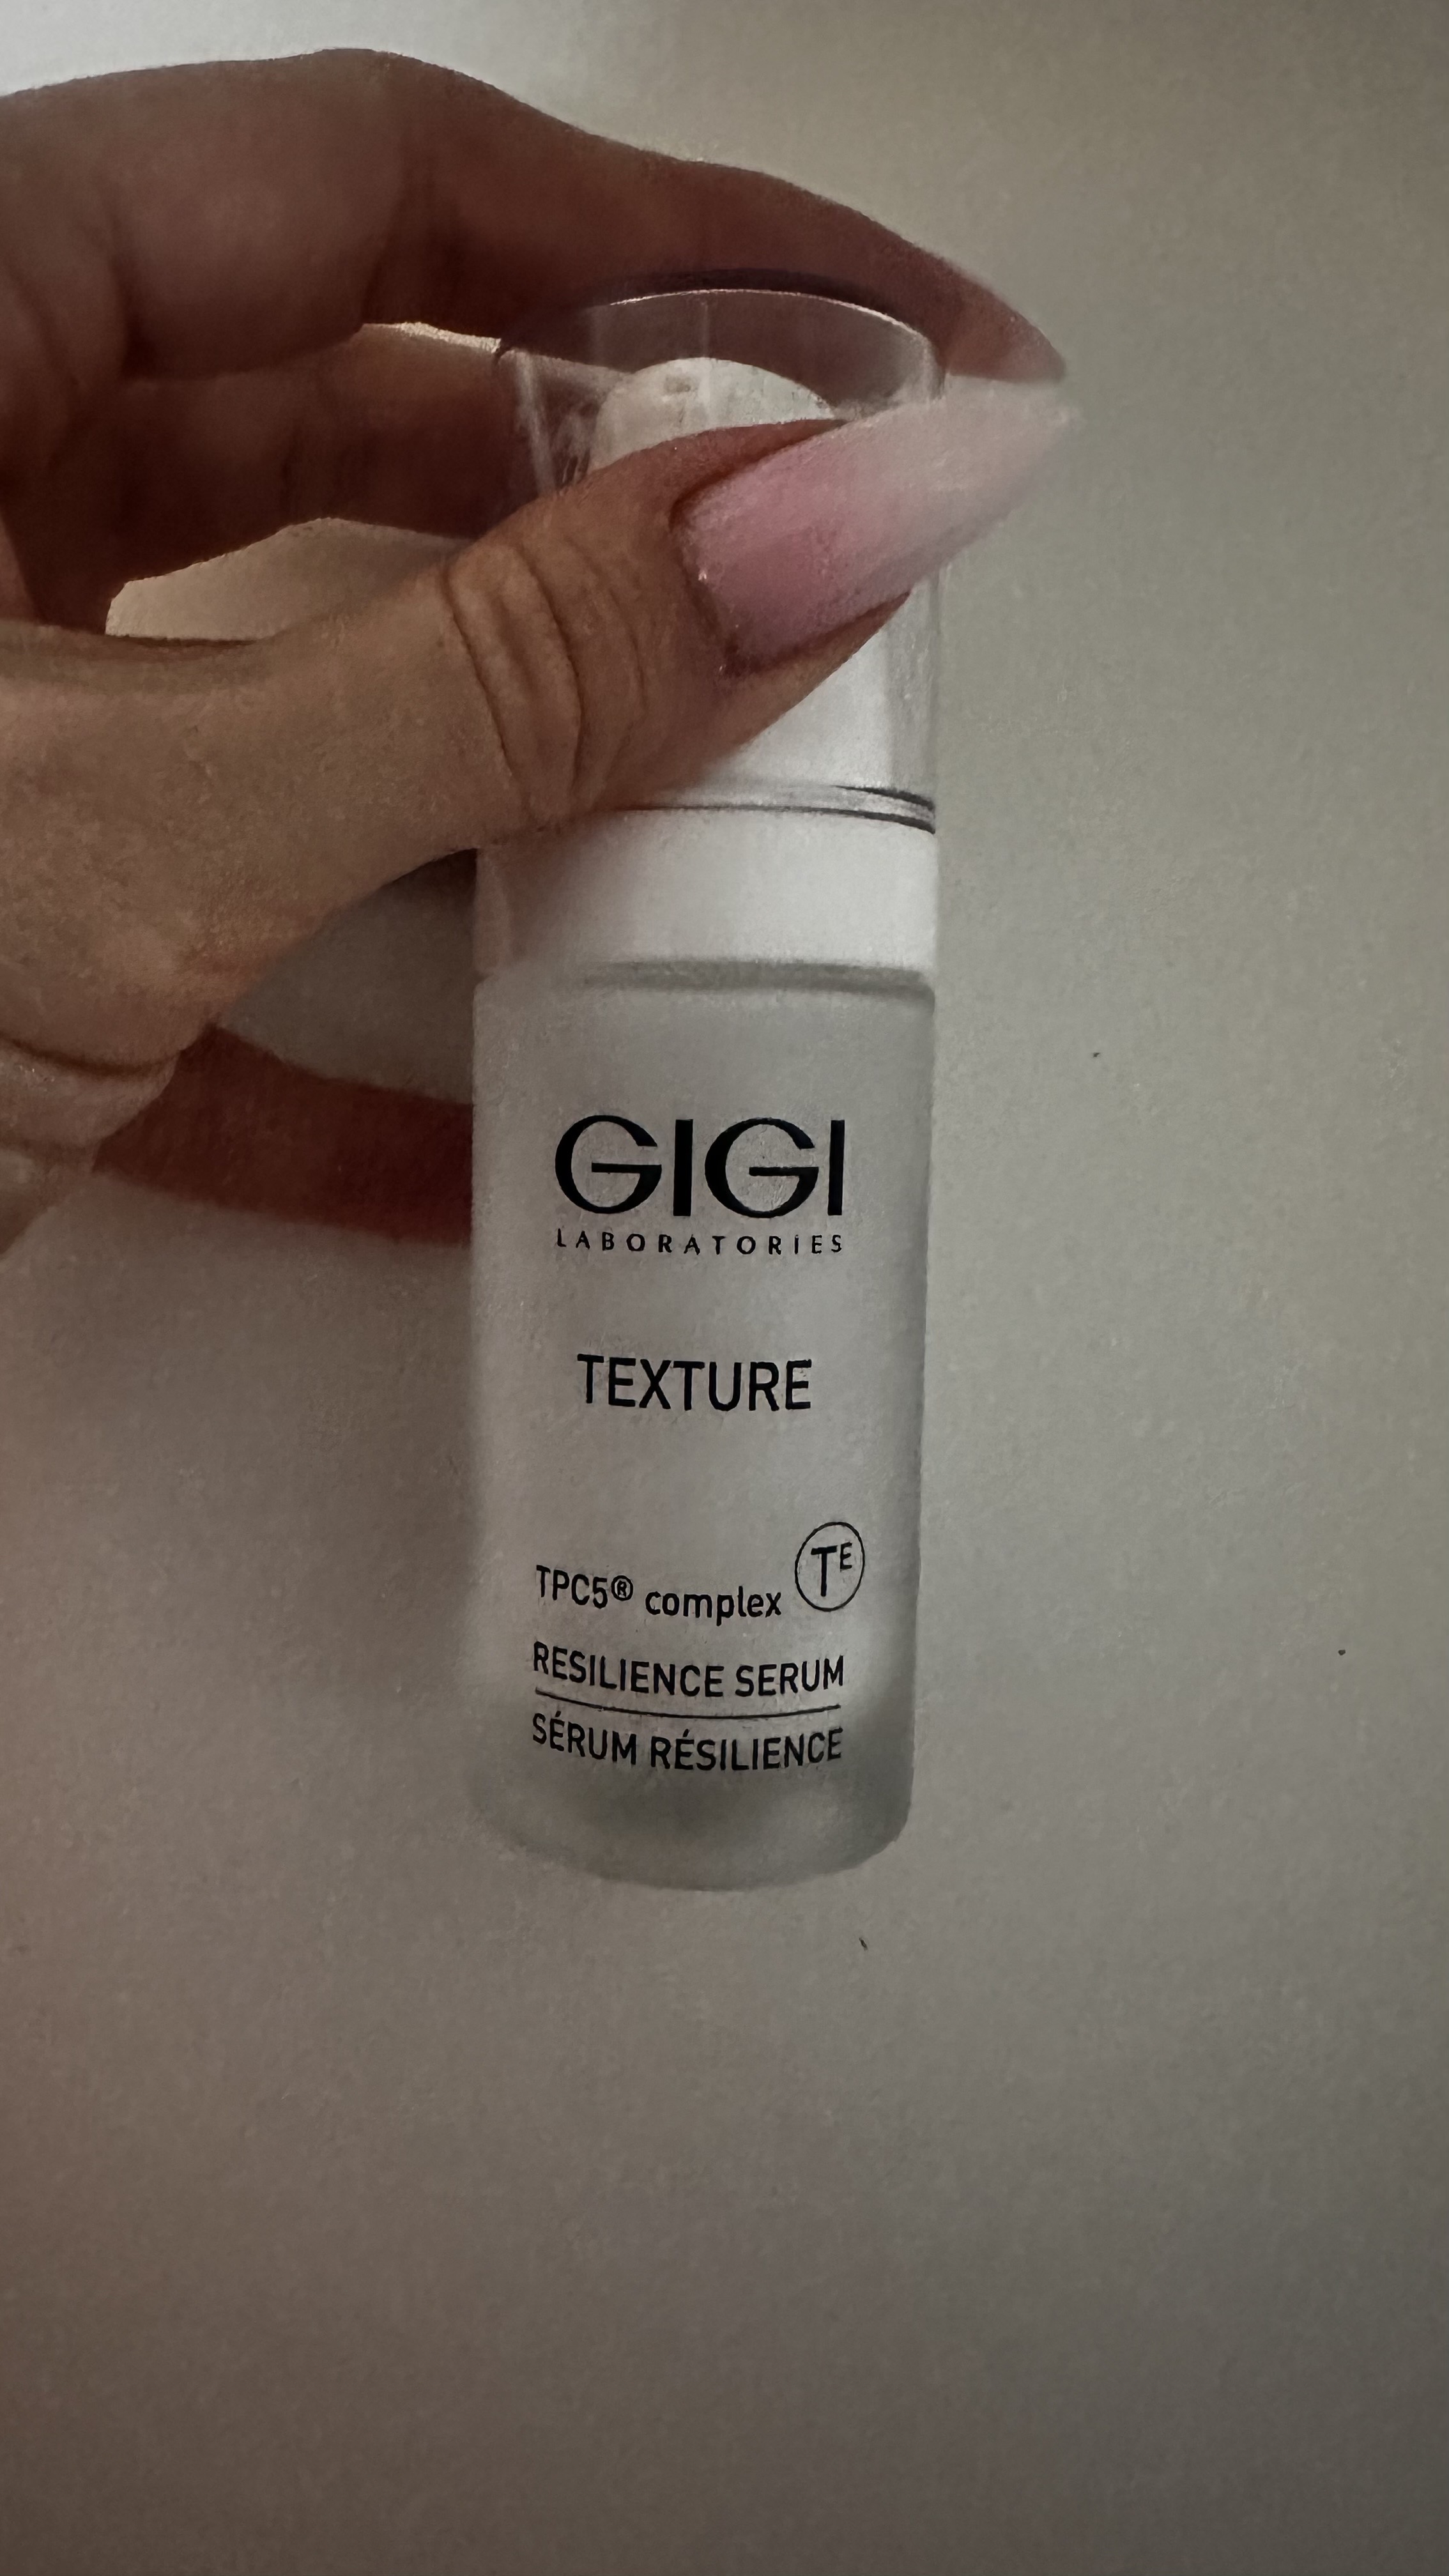 GIGI
LABORATORIES
TEXTURE
TPC5® complex TE
RESILIENCE SERUM
SÉRUM RÉSILIENCE